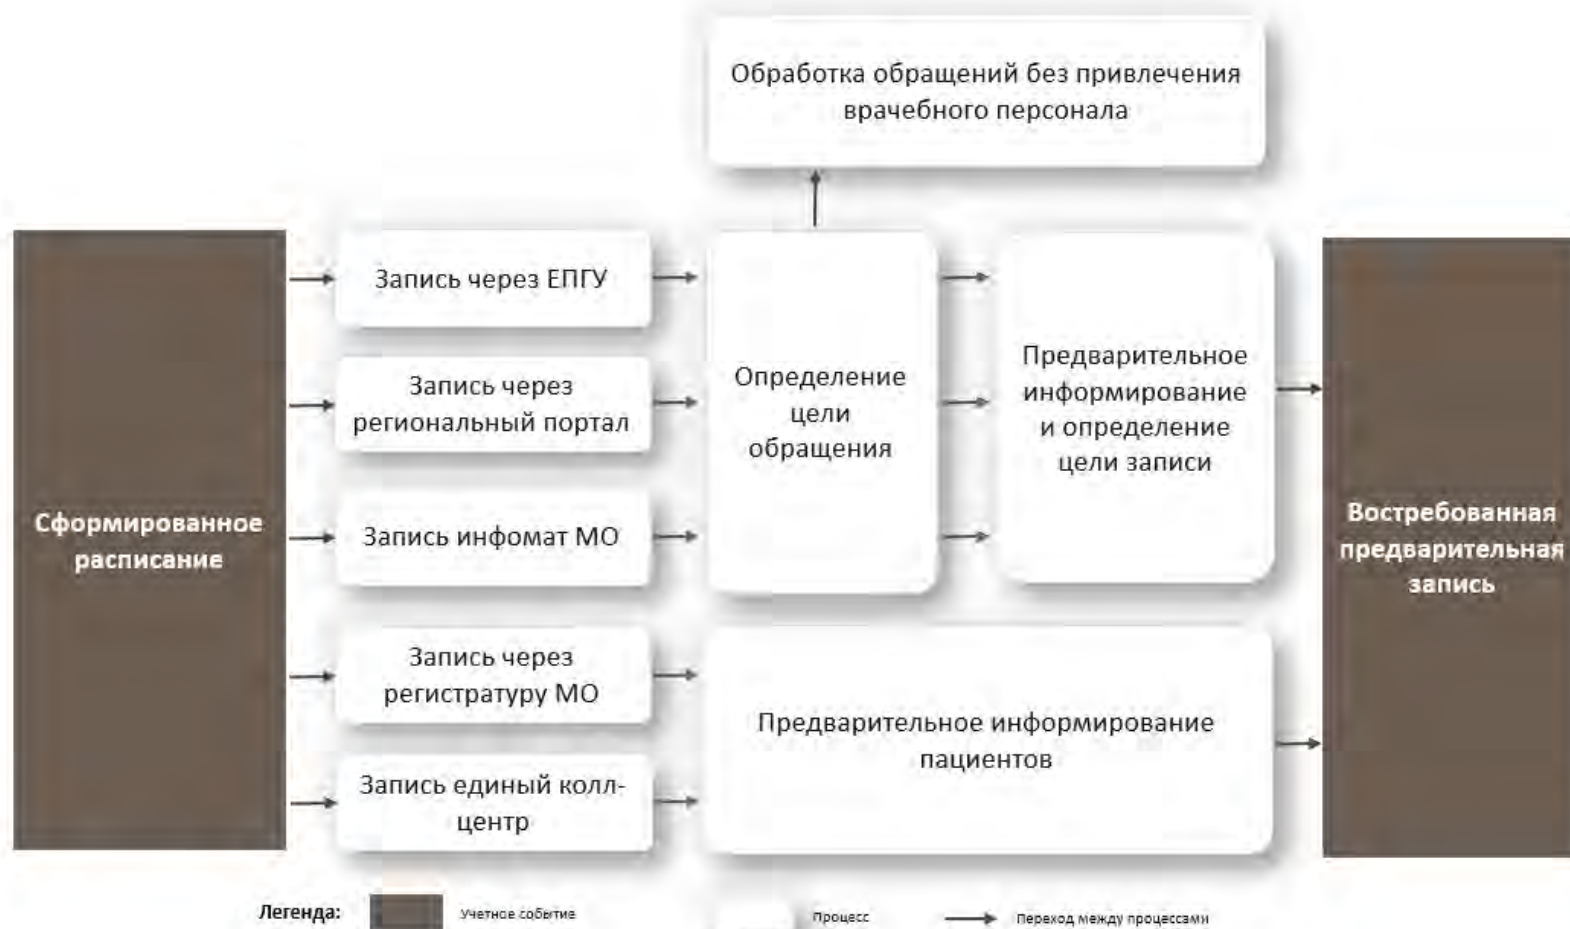 Обработка обращений без привлечения
врачебного персонала
Сформированное
расписание
Запись через ЕПГУ
Запись через
региональный портал
Запись инфомат МО
Запись через
регистратуру МО
Запись единый колл-
центр
Определение
цели
обращения
Предварительное
информирование
и определение
цели записи
Предварительное информирование
пациентов
Востребованная
предварительная
запись
Легенда:
Учетное событие
Процесс
Переход между процессами